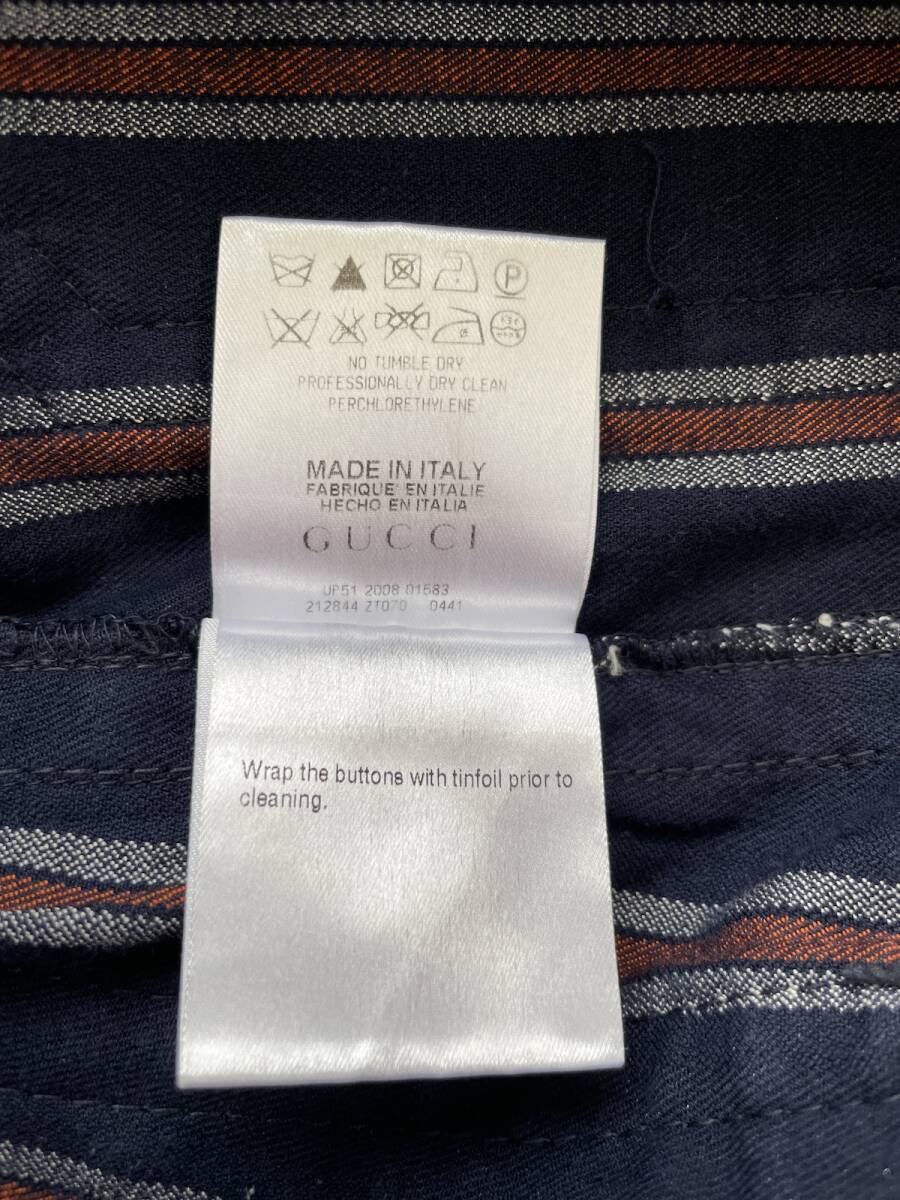 P
NO TUMBLE DRY
PROFESSIONALLY DRY CLEAN
PERCHLORETHYLENE
MADE IN ITALY
FABRIQUE' EN ITALIE
HECHO EN ITALIA
GUCCI
UP51 2008 01583
212844 ZT070 0441
Wrap the buttons with tinfoil prior to
cleaning.